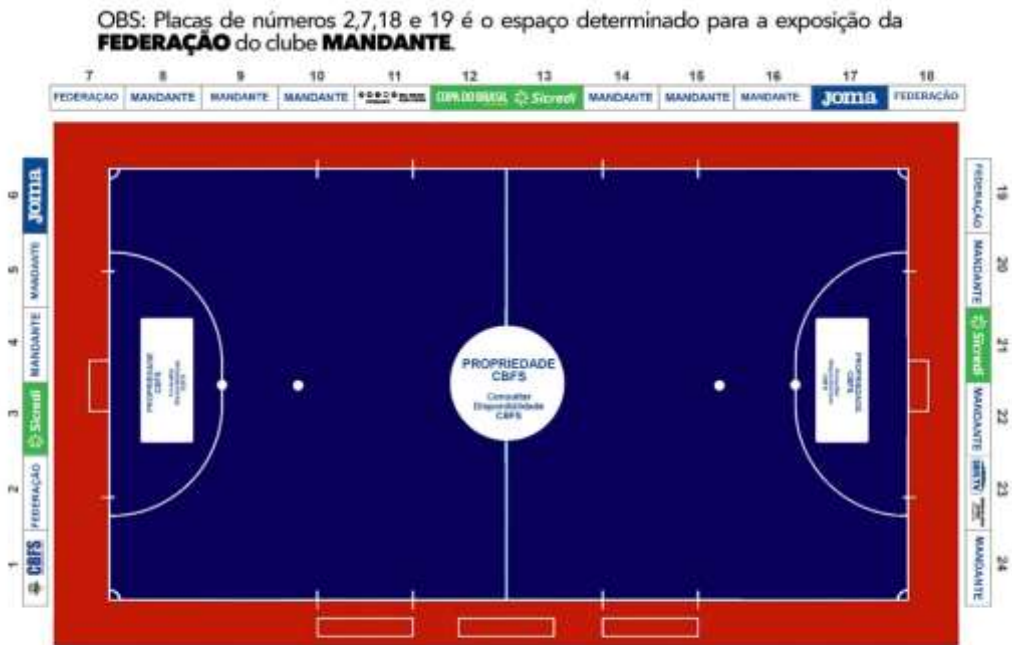 OBS: Placas de números 2,7,18 e 19 é o espaço determinado para a exposição da
FEDERAÇÃO do clube MANDANTE.
7 8 9 10 11 12 13 14 15 16 17 18
FEDERAÇÃO MANDANTE MANDANTE MANDANTE COPA DO BRASIL Sicredi MANDANTE MANDANTE MANDANTE Joma FEDERAÇÃO
6 Joma
5 MANDANTE
4 MANDANTE
3 Sicredi
2 FEDERAÇÃO
1 CBFS
PROPRIEDADE
CBFS
PROPRIEDADE
CBFS
Consultar
Disponibilidade
CBFS
PROPRIEDADE
CBFS
FEDERAÇÃO 19
MANDANTE 20
Sicredi 21
MANDANTE 22
23
MANDANTE 24